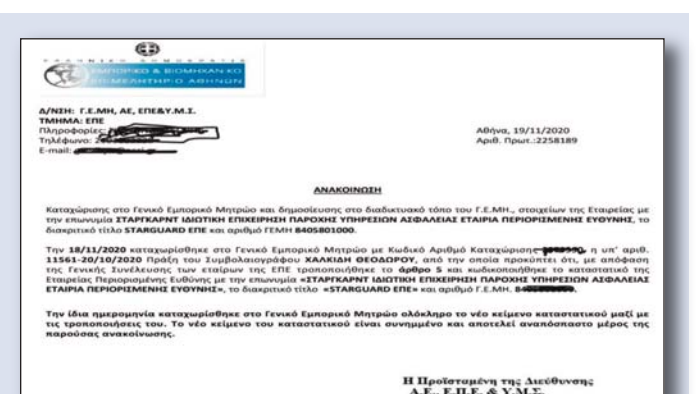 ΕΛΛΗΝΙΚΗ ΔΗΜΟΚΡΑΤΙΑ
ΕΜΠΟΡΙΚΟ & ΒΙΟΜΗΧΑΝΙΚΟ
ΕΠΙΜΕΛΗΤΗΡΙΟ ΑΘΗΝΩΝ
Δ/ΝΣΗ: Γ.Ε.ΜΗ, ΑΕ, ΕΠΕ&Υ.Μ.Σ.
ΤΜΗΜΑ: ΕΠΕ
Πληροφορίες:
Τηλέφωνο:
E-mail:
Αθήνα, 19/11/2020
Αριθ. Πρωτ.:2258189
ΑΝΑΚΟΙΝΩΣΗ
Καταχώρισης στο Γενικό Εμπορικό Μητρώο και δημοσίευσης στο διαδικτυακό τόπο του Γ.Ε.ΜΗ., στοιχείων της Εταιρείας με
την επωνυμία ΣΤΑΡΓΚΑΡΝΤ ΙΔΙΩΤΙΚΗ ΕΠΙΧΕΙΡΗΣΗ ΠΑΡΟΧΗΣ ΥΠΗΡΕΣΙΩΝ ΑΣΦΑΛΕΙΑΣ ΕΤΑΙΡΙΑ ΠΕΡΙΟΡΙΣΜΕΝΗΣ ΕΥΘΥΝΗΣ, το
διακριτικό τίτλο STARGUARD ΕΠΕ και αριθμό ΓΕΜΗ 8405801000.
Την 18/11/2020 καταχωρίσθηκε στο Γενικό Εμπορικό Μητρώο με Κωδικό Αριθμό Καταχώρισης η υπ' αριθ.
11561-20/10/2020 Πράξη του Συμβολαιογράφου ΧΑΛΚΙΔΗ ΘΕΟΔΩΡΟΥ, από την οποία προκύπτει ότι, με απόφαση
της Γενικής Συνέλευσης των εταίρων της ΕΠΕ τροποποιήθηκε το άρθρο 5 και κωδικοποιήθηκε το καταστατικό της
Εταιρείας Περιορισμένης Ευθύνης με την επωνυμία «ΣΤΑΡΓΚΑΡΝΤ ΙΔΙΩΤΙΚΗ ΕΠΙΧΕΙΡΗΣΗ ΠΑΡΟΧΗΣ ΥΠΗΡΕΣΙΩΝ ΑΣΦΑΛΕΙΑΣ
ΕΤΑΙΡΙΑ ΠΕΡΙΟΡΙΣΜΕΝΗΣ ΕΥΘΥΝΗΣ», το διακριτικό τίτλο «STARGUARD ΕΠΕ» και αριθμό Γ.Ε.ΜΗ.
Την ίδια ημερομηνία καταχωρίσθηκε στο Γενικό Εμπορικό Μητρώο ολόκληρο το νέο κείμενο καταστατικού μαζί με
τις τροποποιήσεις του. Το νέο κείμενο του καταστατικού είναι συνημμένο και αποτελεί αναπόσπαστο μέρος της
παρούσας ανακοίνωσης.
Η Προϊσταμένη της Διεύθυνσης
Α.Ε., Ε.Π.Ε. & Υ.Μ.Σ.